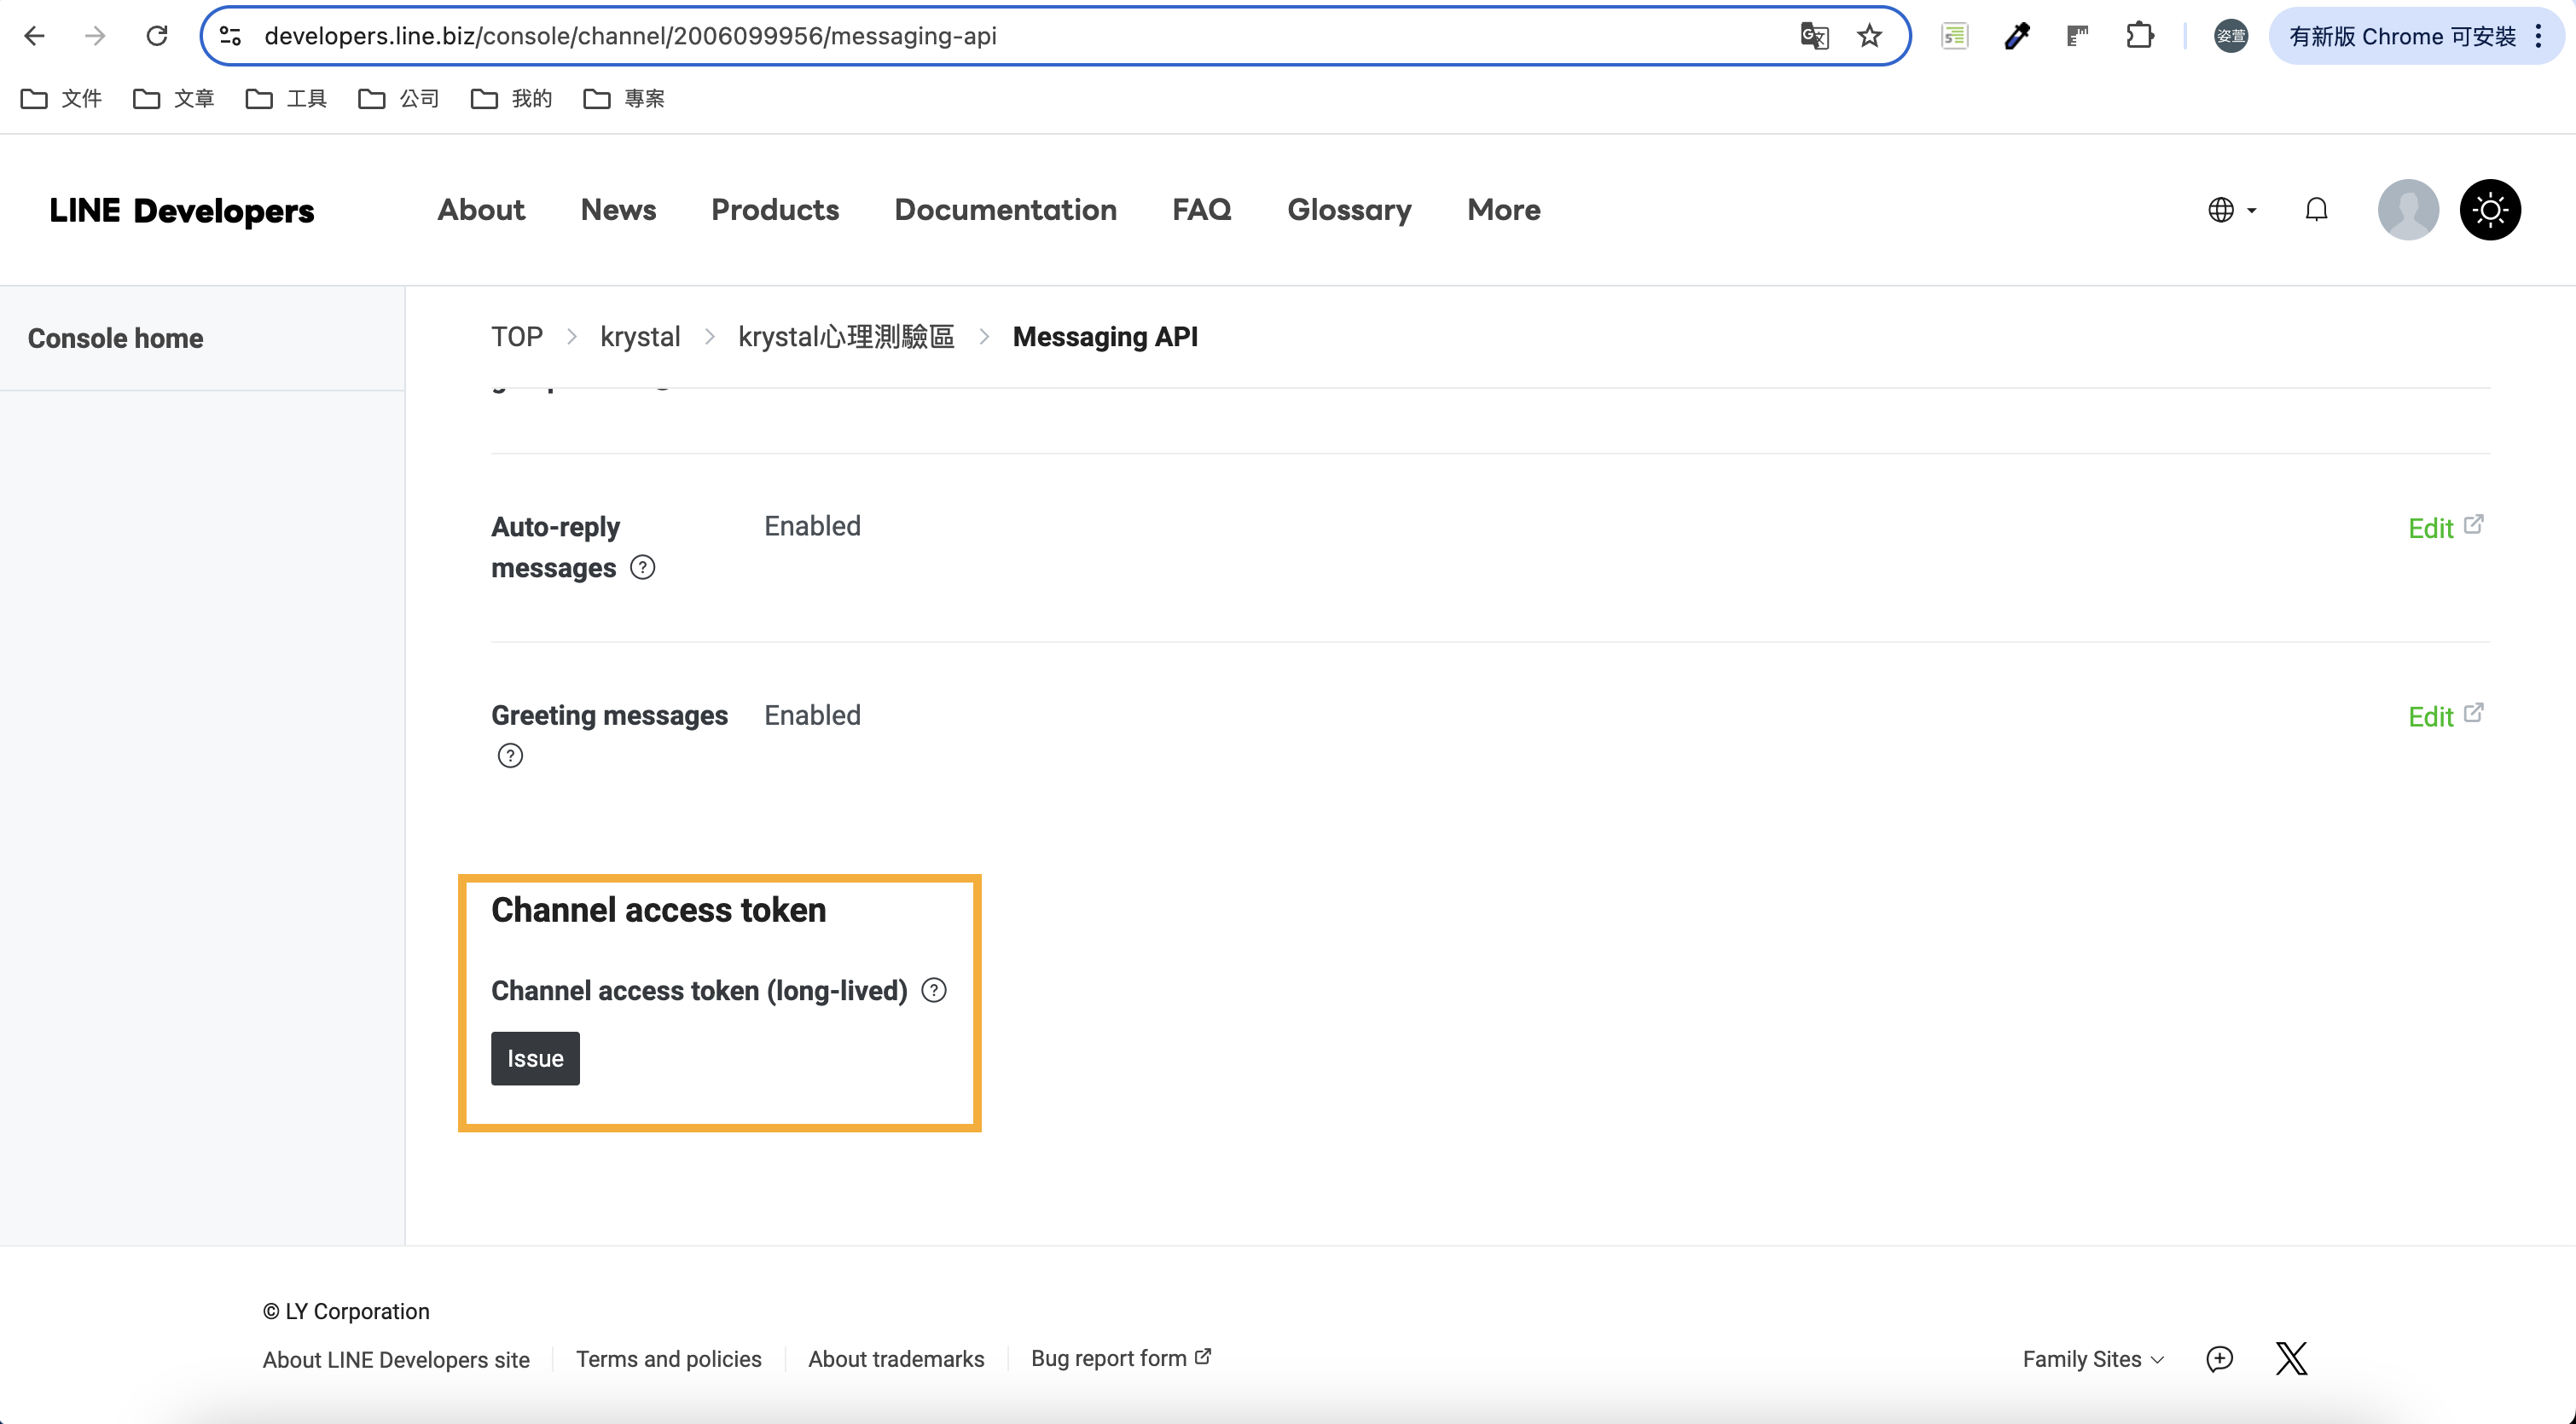 developers.line.biz/console/channel/2006099956/messaging-api
姿萱
有新版 Chrome 可安裝
文件
文章
工具
公司
我的
專案
LINE Developers
About
News
Products
Documentation
FAQ
Glossary
More
Console home
TOP
krystal
krystal心理測驗區
Messaging API
Auto-reply
messages
Enabled
Edit
Greeting messages
Enabled
Edit
Channel access token
Channel access token (long-lived)
Issue
© LY Corporation
About LINE Developers site
Terms and policies
About trademarks
Bug report form
Family Sites